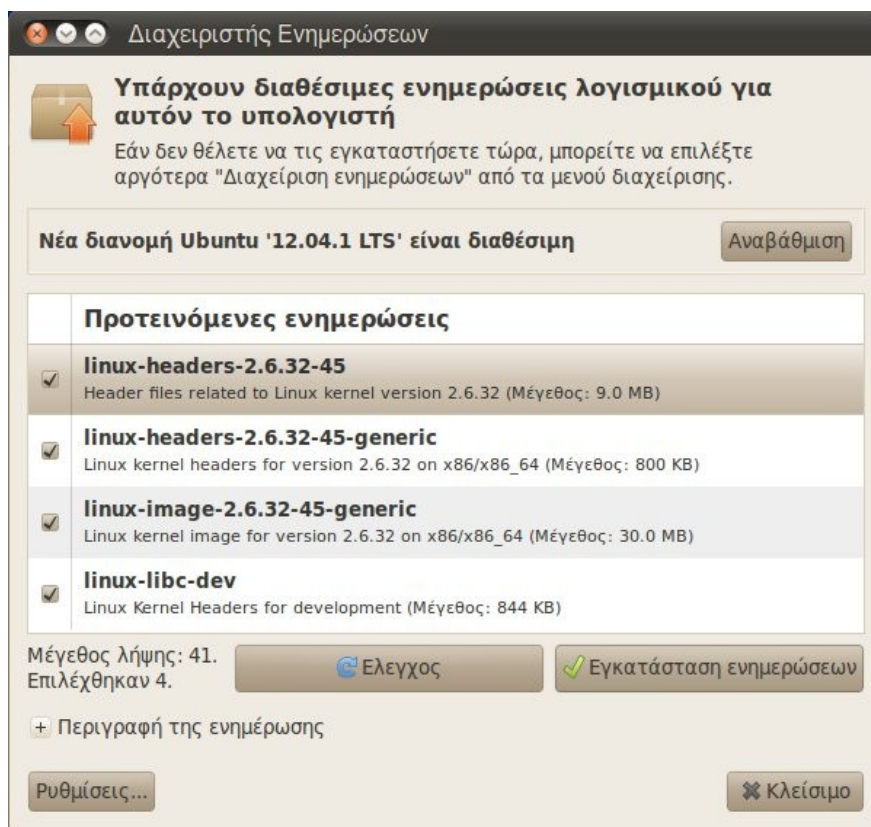 Διαχειριστής Ενημερώσεων
Υπάρχουν διαθέσιμες ενημερώσεις λογισμικού για
αυτόν το υπολογιστή
Εάν δεν θέλετε να τις εγκαταστήσετε τώρα, μπορείτε να επιλέξτε
αργότερα "Διαχείριση ενημερώσεων" από τα μενού διαχείρισης.
Νέα διανομή Ubuntu '12.04.1 LTS' είναι διαθέσιμη
Αναβάθμιση
Προτεινόμενες ενημερώσεις
linux-headers-2.6.32-45
Header files related to Linux kernel version 2.6.32 (Μέγεθος: 9.0 MB)
linux-headers-2.6.32-45-generic
Linux kernel headers for version 2.6.32 on x86/x86_64 (Μέγεθος: 800 KB)
linux-image-2.6.32-45-generic
Linux kernel image for version 2.6.32 on x86/x86_64 (Μέγεθος: 30.0 MB)
linux-libc-dev
Linux Kernel Headers for development (Μέγεθος: 844 KB)
Μέγεθος λήψης: 41.
Επιλέχθηκαν 4.
Ελεγχος
Εγκατάσταση ενημερώσεων
Περιγραφή της ενημέρωσης
Ρυθμίσεις...
Κλείσιμο